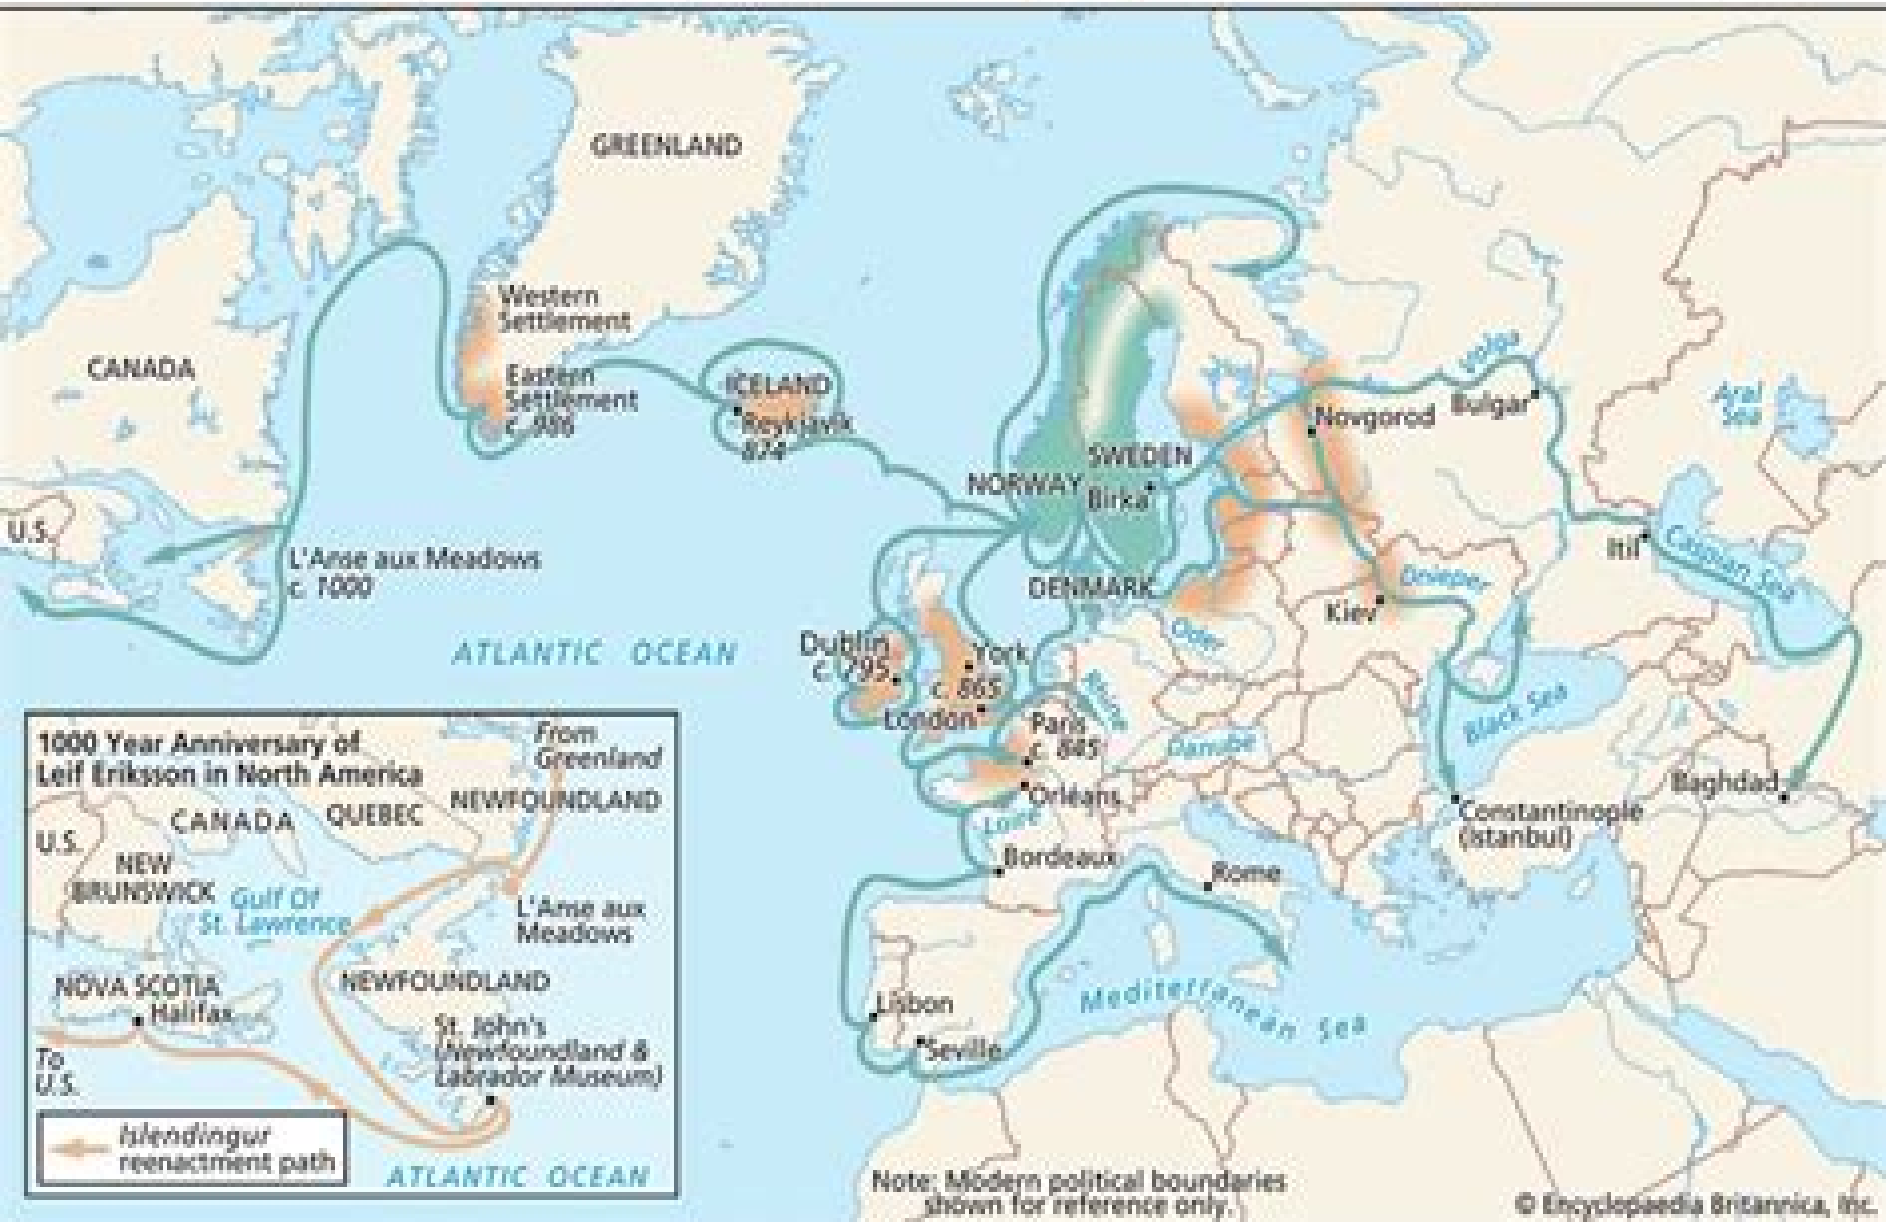 GREENLAND
Western
Settlement
CANADA
Eastern
Settlement
c. 986
ICELAND
Reykjavík
874
NORWAY
SWEDEN
Birka
Novgorod
Bulgar
Volga
Aral
Sea
U.S.
L'Anse aux Meadows
c. 1000
DENMARK
Itil
Caspian Sea
Dnieper
Kiev
ATLANTIC OCEAN
Dublin
c. 795
York
c. 865
London
Oder
Rhine
Paris
c. 845
Danube
Black Sea
Orléans
Loire
Baghdad
Constantinople
(Istanbul)
Bordeaux
Rome
Lisbon
Seville
Mediterranean Sea
1000 Year Anniversary of
Leif Eriksson in North America
From
Greenland
NEWFOUNDLAND
CANADA
QUEBEC
U.S.
NEW
BRUNSWICK
Gulf Of
St. Lawrence
L'Anse aux
Meadows
NOVA SCOTIA
Halifax
NEWFOUNDLAND
St. John's
(Newfoundland &
Labrador Museum)
To
U.S.
Islendingur
reenactment path
ATLANTIC OCEAN
Note: Modern political boundaries
shown for reference only.
© Encyclopaedia Britannica, Inc.